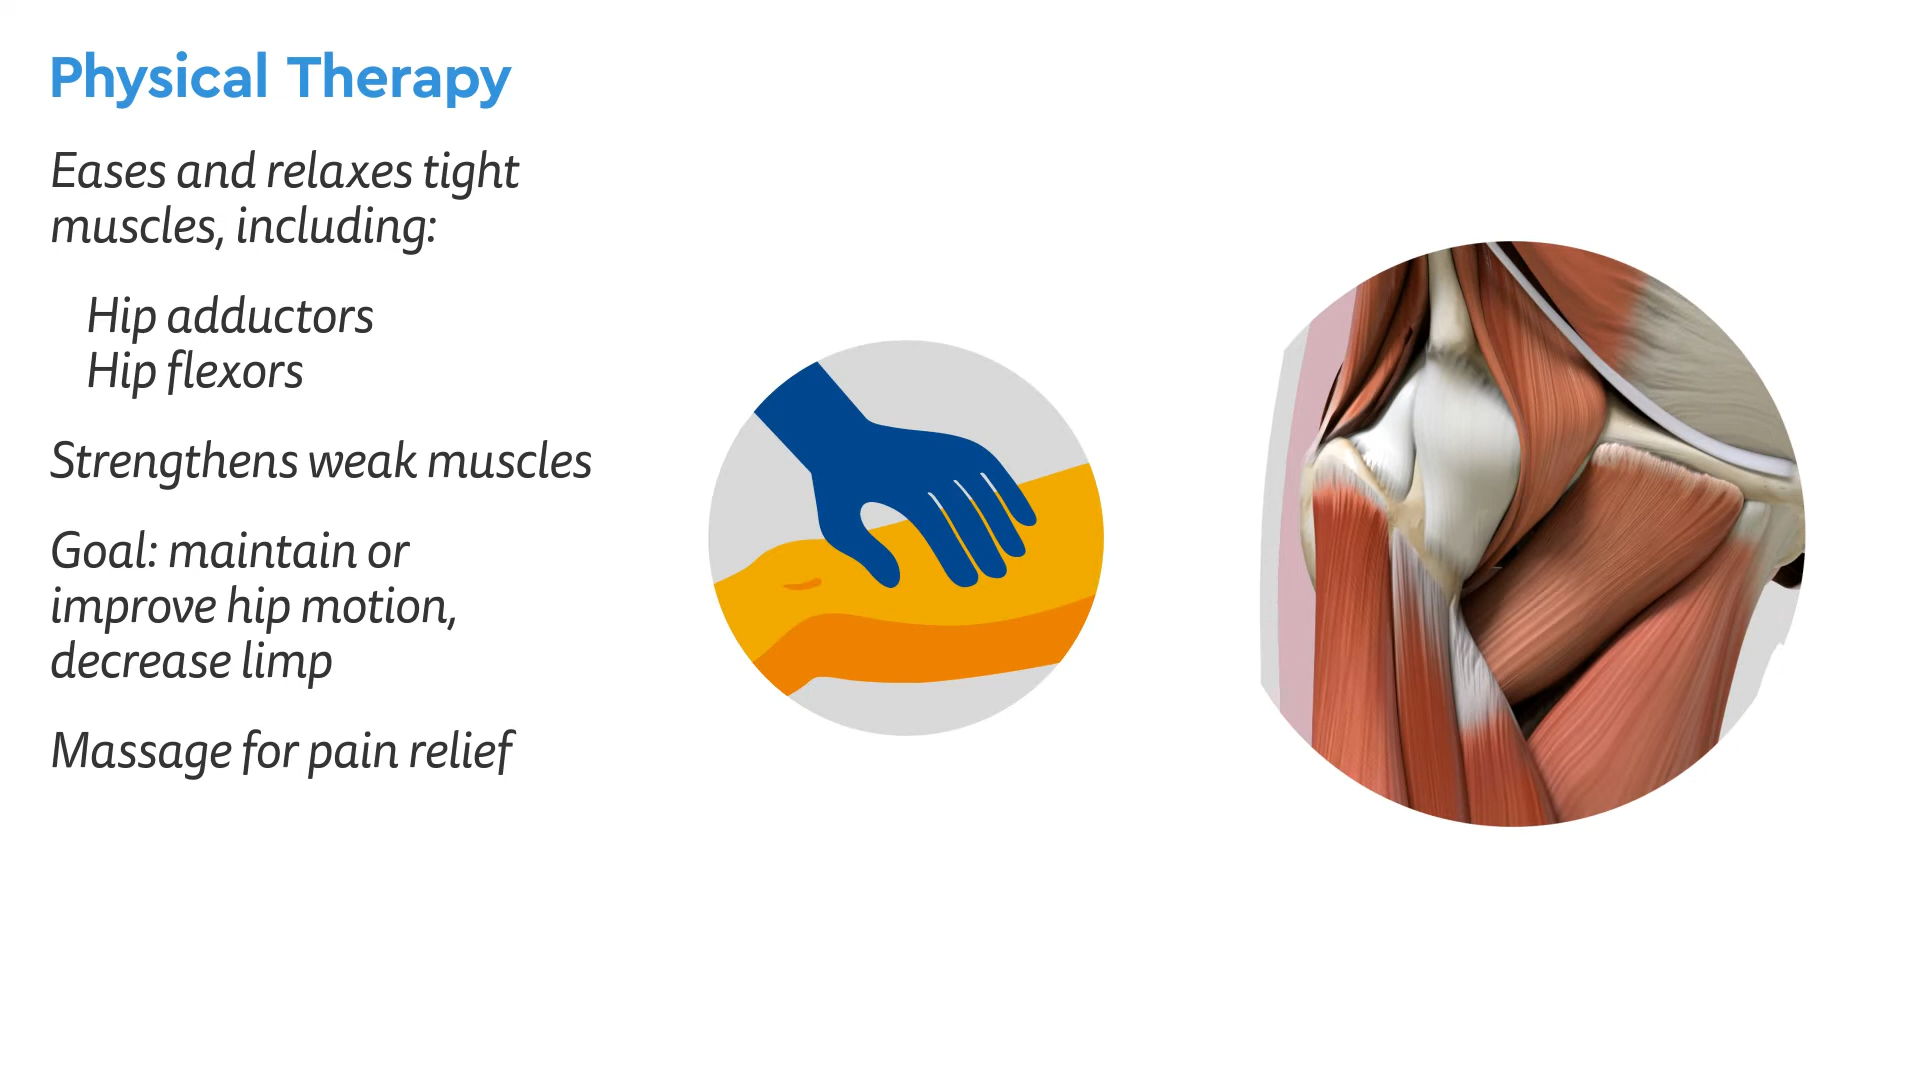 Physical Therapy
Eases and relaxes tight
muscles, including:
Hip adductors
Hip flexors
Strengthens weak muscles
Goal: maintain or
improve hip motion,
decrease limp
Massage for pain relief